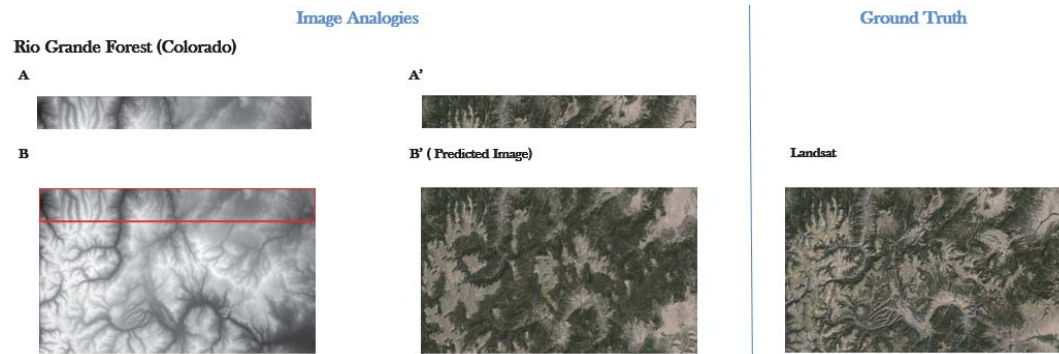 Image Analogies
Ground Truth
Rio Grande Forest (Colorado)
A
A'
B
B' ( Predicted Image)
Landsat